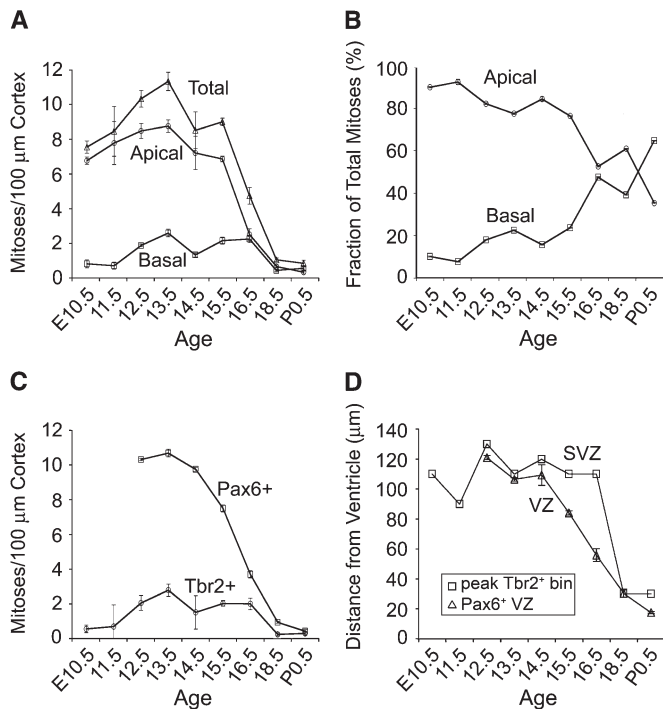 A
Mitoses/100 μm Cortex
12
10
8
6
4
2
0
Total
Apical
Basal
E10.5
11.5
12.5
13.5
14.5
15.5
16.5
18.5
P0.5
Age
B
Fraction of Total Mitoses (%)
100
80
60
40
20
0
Apical
Basal
E10.5
11.5
12.5
13.5
14.5
15.5
16.5
18.5
P0.5
Age
C
Mitoses/100 μm Cortex
12
10
8
6
4
2
0
Pax6+
Tbr2+
E10.5
11.5
12.5
13.5
14.5
15.5
16.5
18.5
P0.5
Age
D
Distance from Ventricle (μm)
140
120
100
80
60
40
20
0
SVZ
VZ
peak Tbr2⁺ bin
Pax6⁺ VZ
E10.5
11.5
12.5
13.5
14.5
15.5
16.5
18.5
P0.5
Age